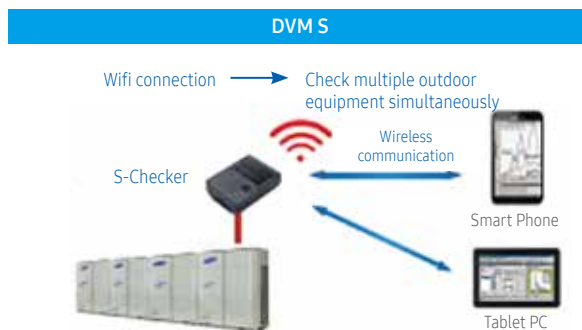 DVM S
Wifi connection
Check multiple outdoor
equipment simultaneously
Wireless
communication
S-Checker
Smart Phone
Tablet PC